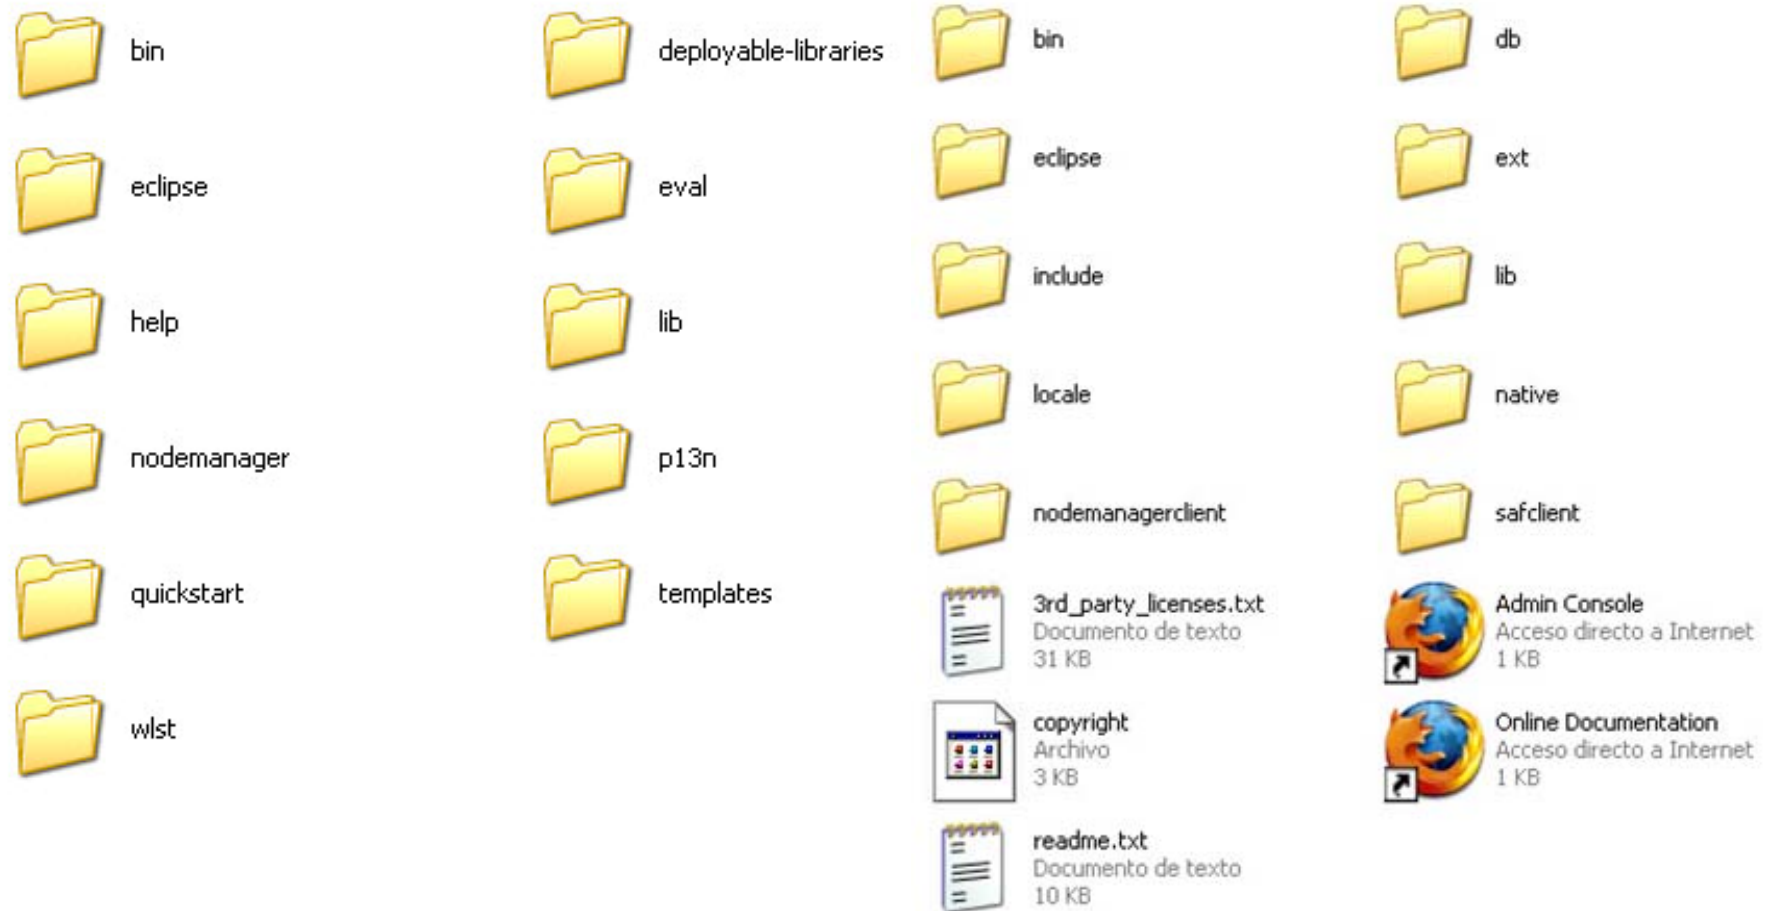 bin
deployable-libraries
eclipse
eval
help
lib
nodemanager
p13n
quickstart
templates
wlst
bin
db
eclipse
ext
include
lib
locale
native
nodemanagerclient
safclient
3rd_party_licenses.txt
Documento de texto
31 KB
Admin Console
Acceso directo a Internet
1 KB
copyright
Archivo
3 KB
Online Documentation
Acceso directo a Internet
1 KB
readme.txt
Documento de texto
10 KB